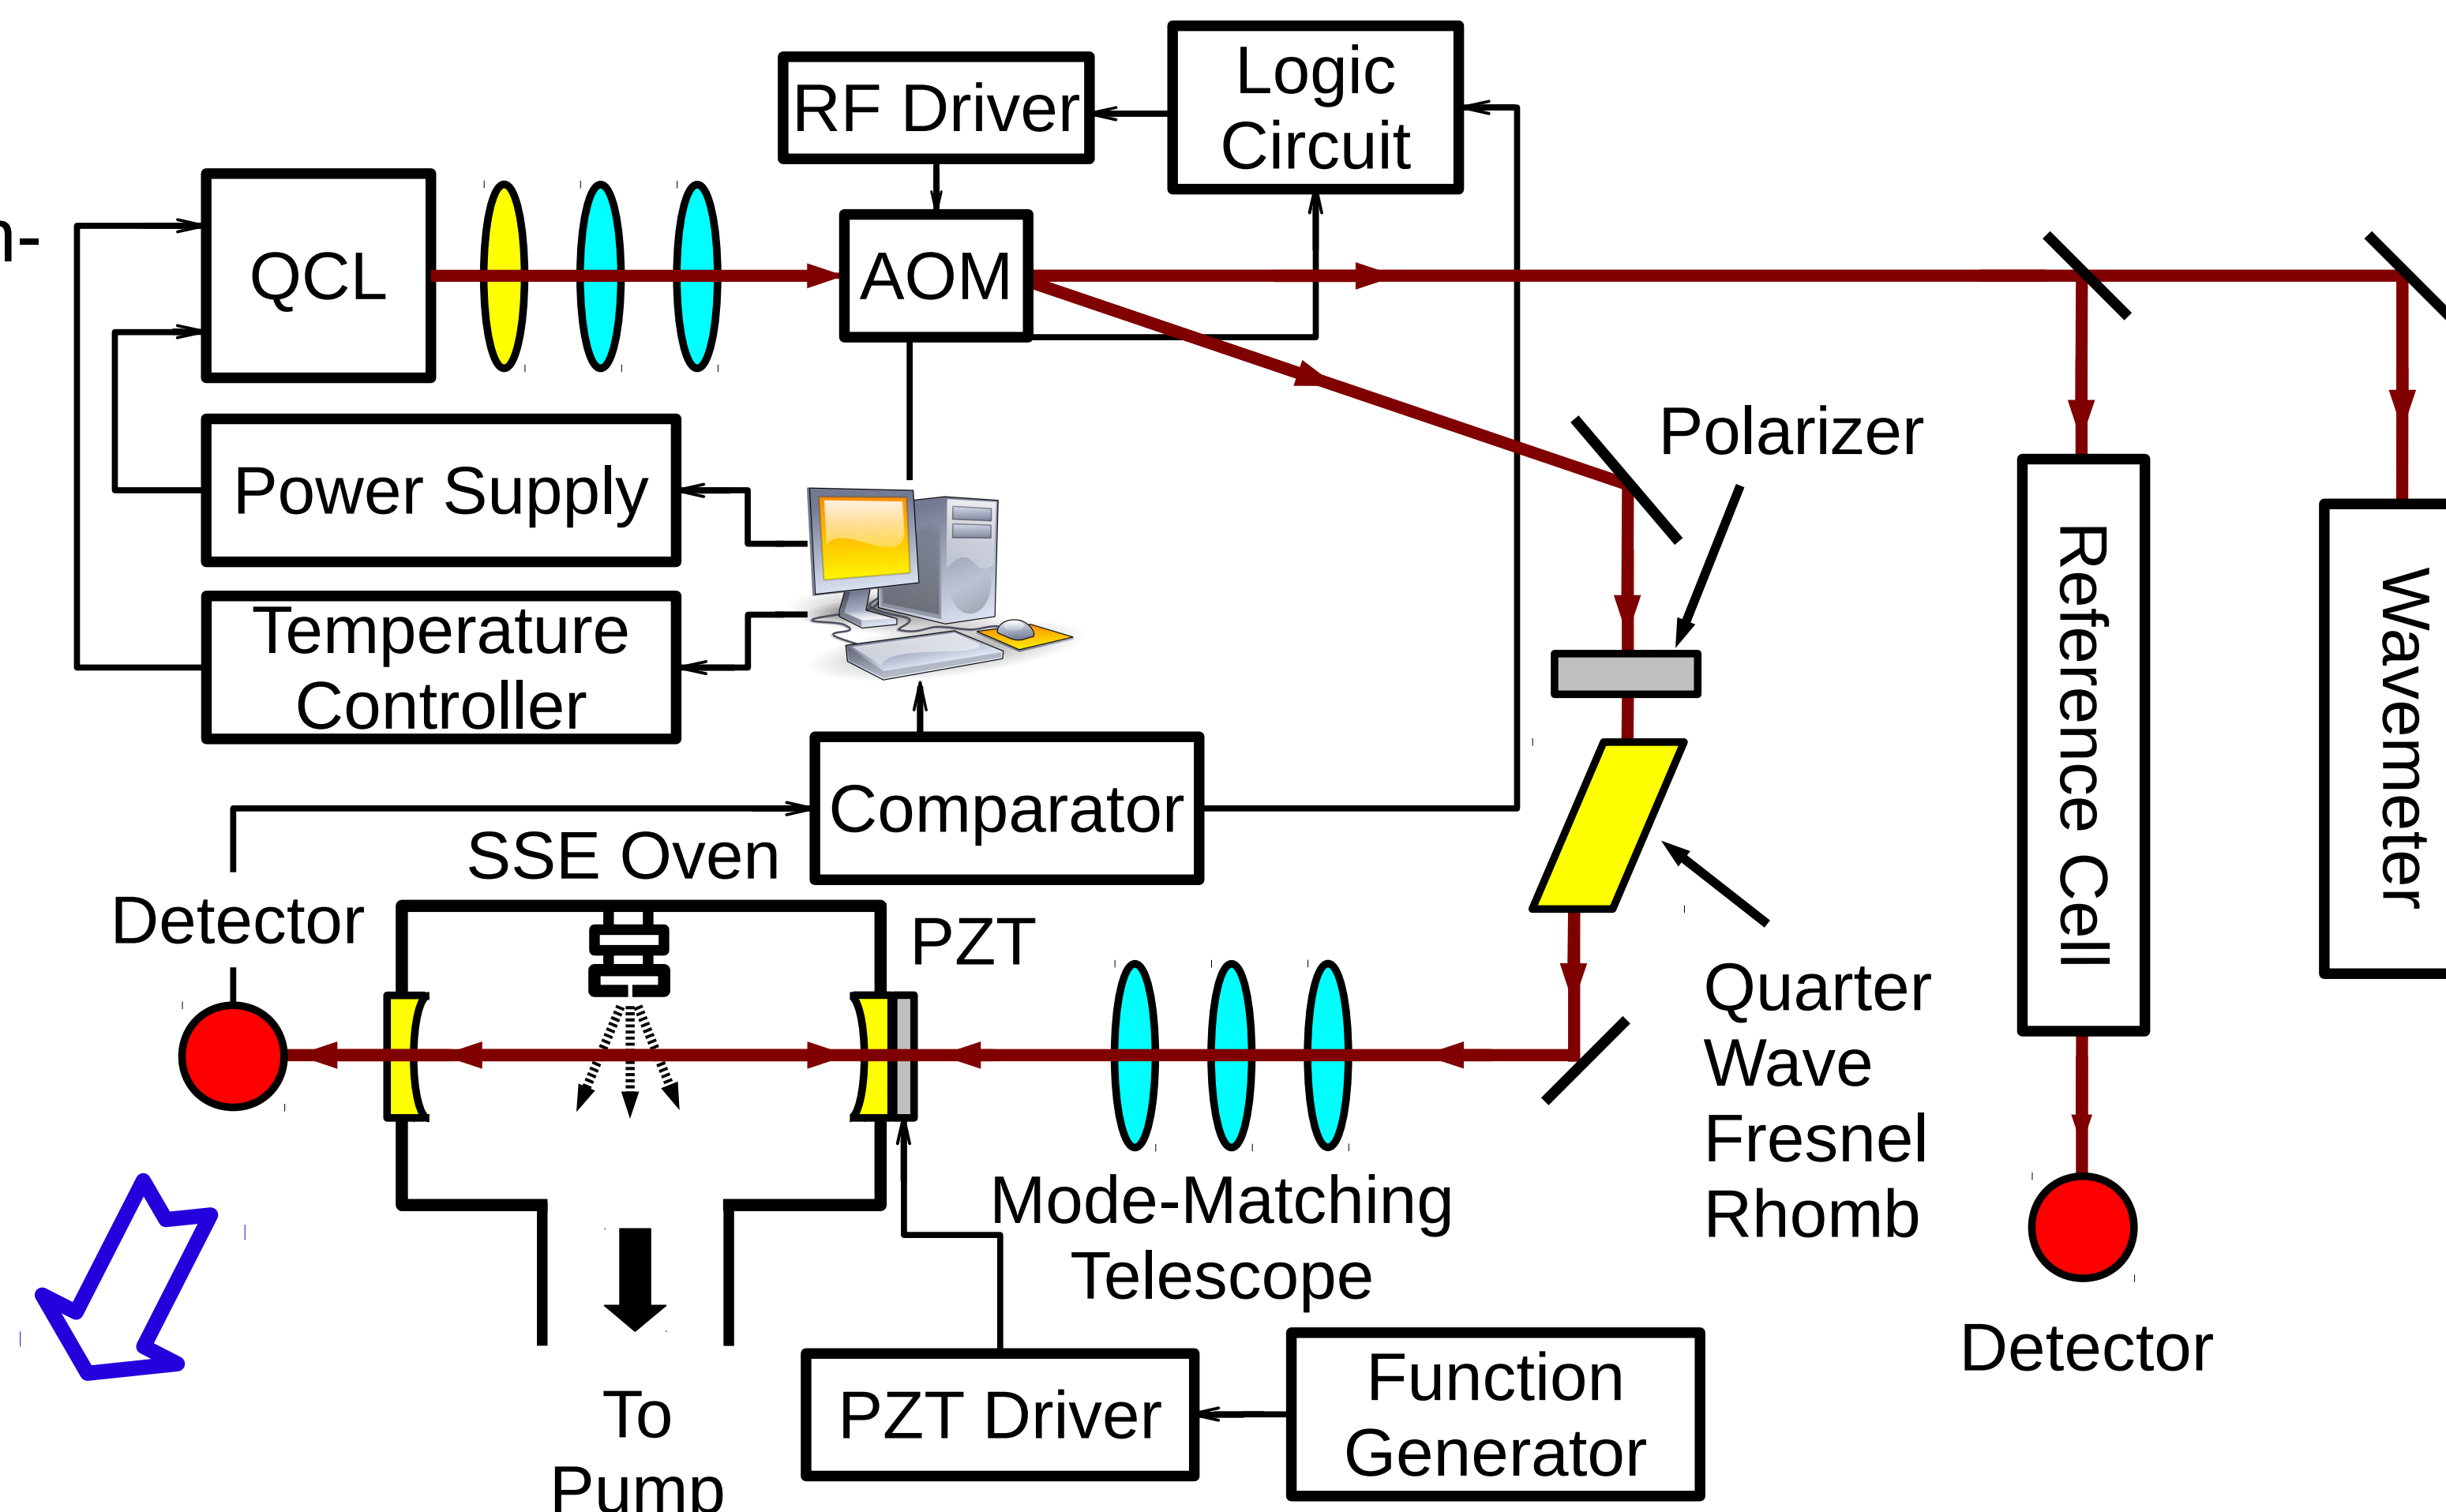 Logic
Circuit
RF Driver
n-
QCL
AOM
Polarizer
Power Supply
Temperature
Controller
Reference Cell
Wavemeter
Comparator
SSE Oven
Detector
PZT
Quarter
Wave
Fresnel
Rhomb
Mode-Matching
Telescope
Detector
Function
Generator
PZT Driver
To
Pump